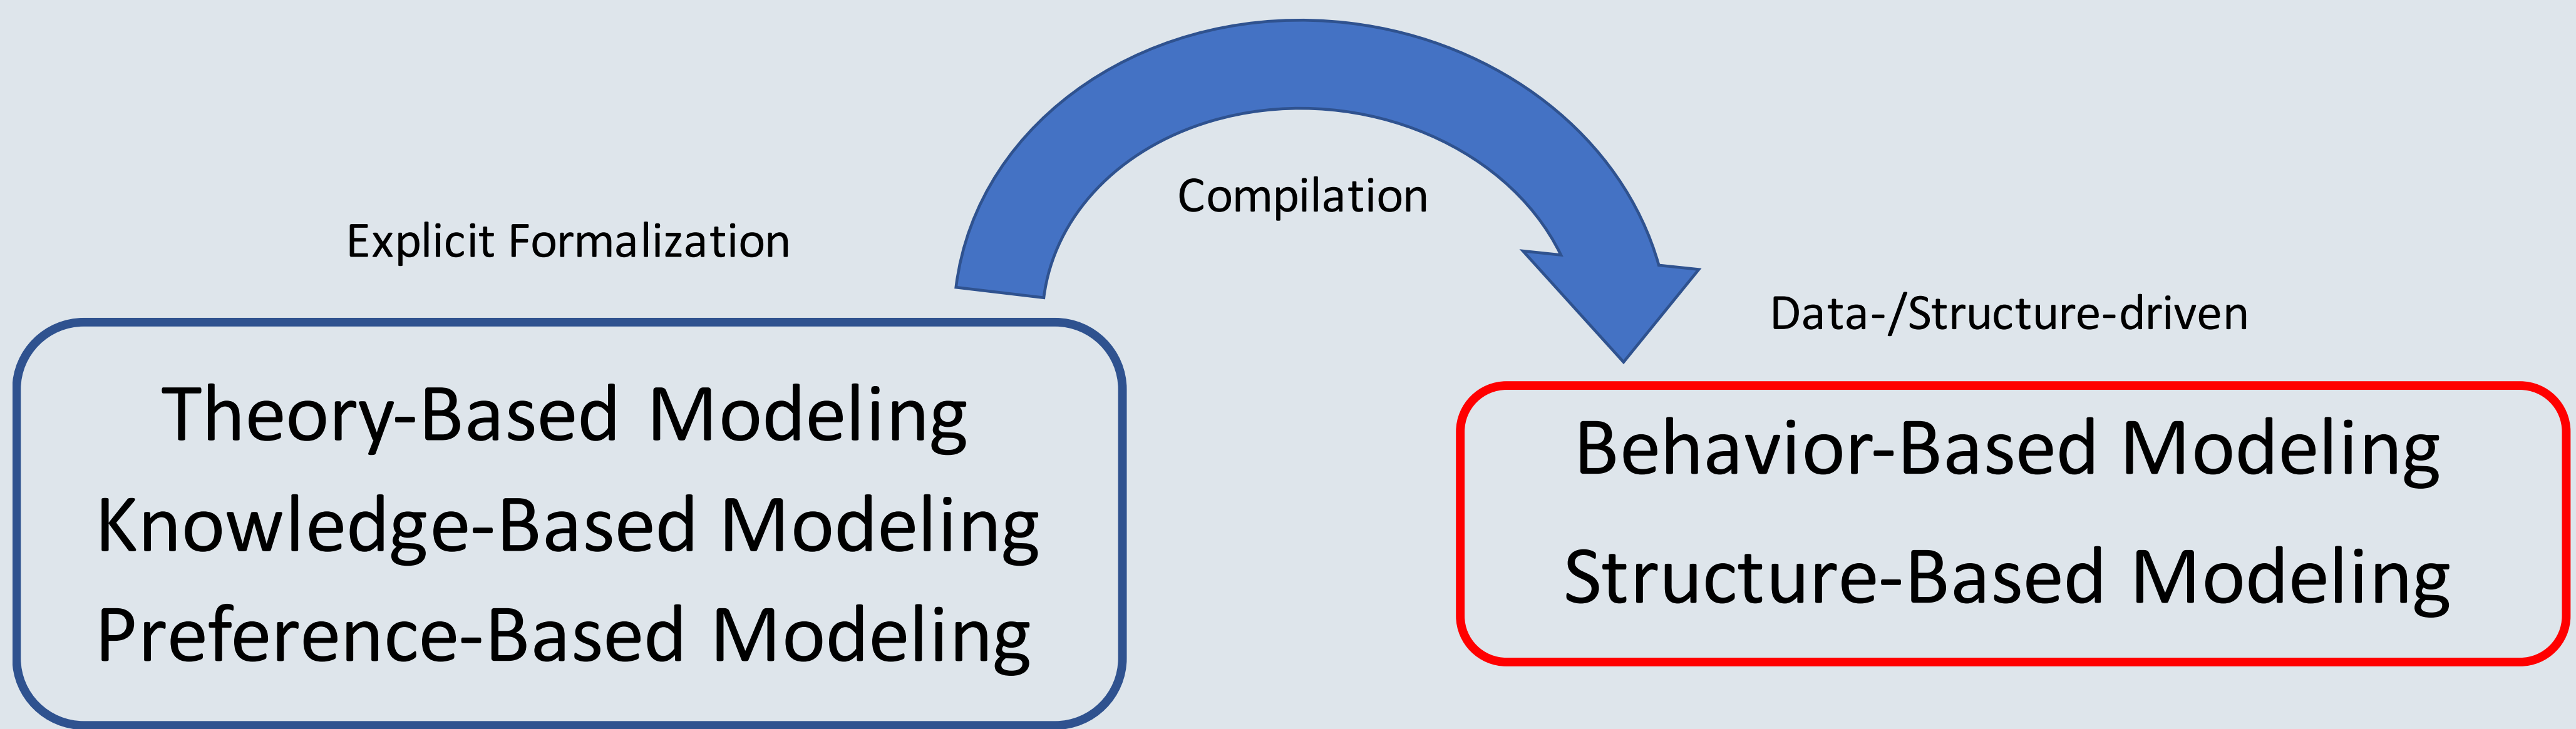 Explicit Formalization
Theory-Based Modeling
Knowledge-Based Modeling
Preference-Based Modeling
Compilation
Data-/Structure-driven
Behavior-Based Modeling
Structure-Based Modeling